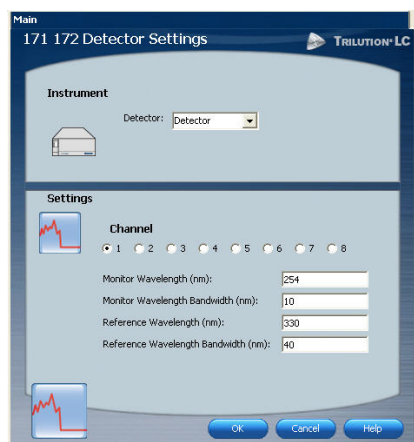 Main
171 172 Detector Settings
TRILUTION® LC
Instrument
Detector: Detector
Settings
Channel
1 2 3 4 5 6 7 8
Monitor Wavelength (nm): 254
Monitor Wavelength Bandwidth (nm): 10
Reference Wavelength (nm): 330
Reference Wavelength Bandwidth (nm): 40
OK Cancel Help